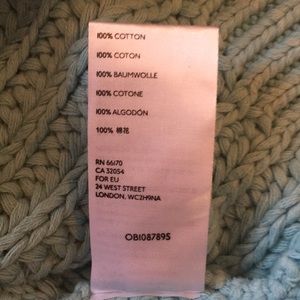 100% COTTON
100% COTON
100% BAUMWOLLE
100% COTONE
100% ALGODÓN
100% 棉花
RN 66170
CA 32054
FOR EU
24 WEST STREET
LONDON, WC2H9NA
OB1087895